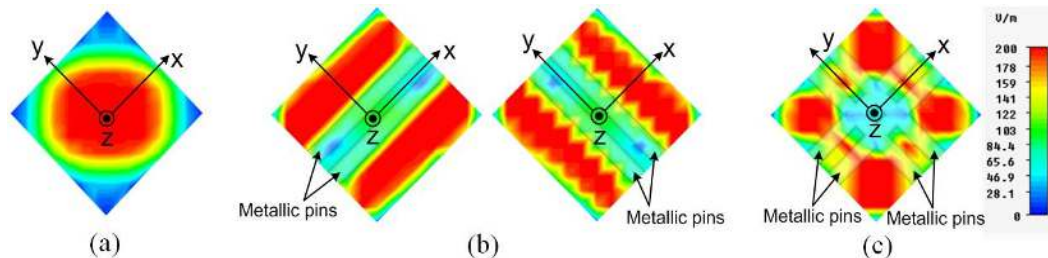 y x z
y x z
Metallic pins
y x z
Metallic pins
y x z
Metallic pins Metallic pins
V/m
200
178
159
141
122
103
84.4
65.6
46.9
28.1
0
(a) (b) (c)